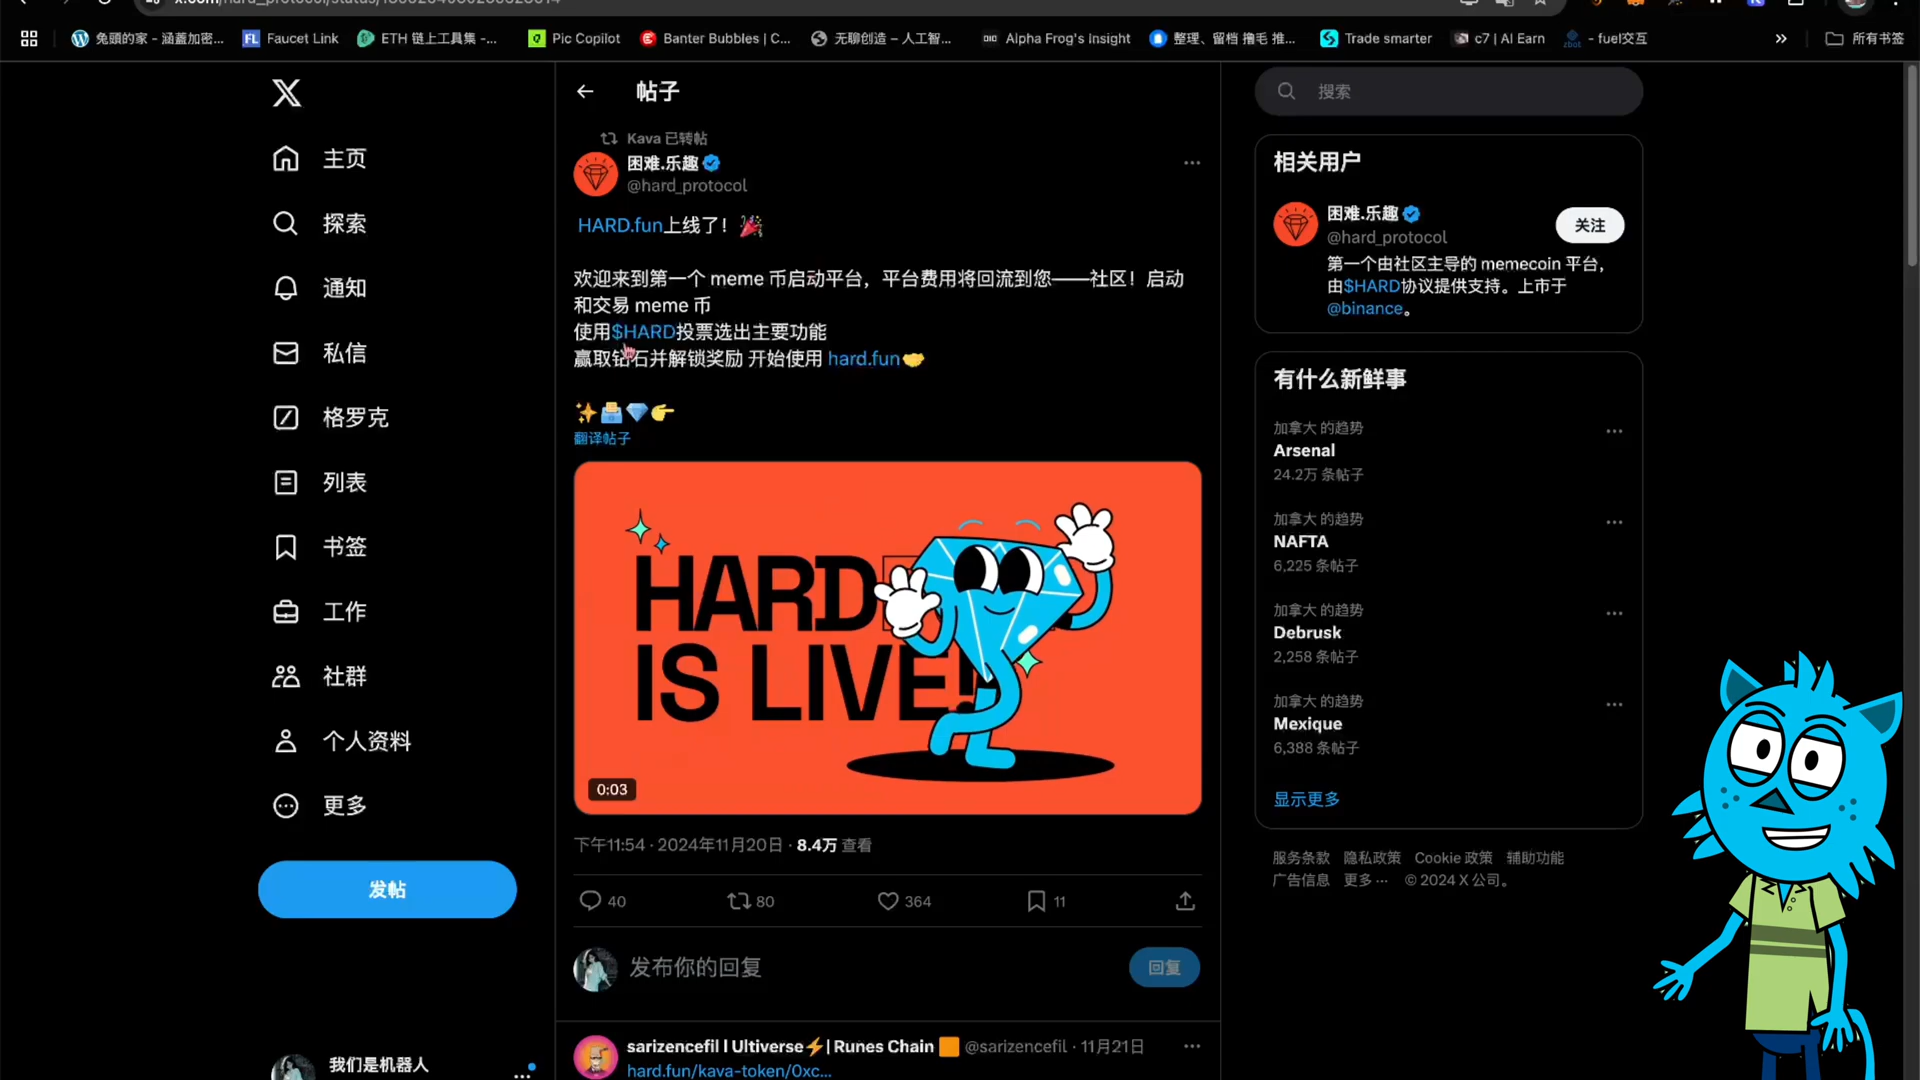 兔頭的家 - 涵蓋加密...
FL Faucet Link
ETH 链上工具集 -...
Pic Copilot
Banter Bubbles | C...
无聊创造 – 人工智...
Alpha Frog's Insight
整理、留档 撸毛 推...
Trade smarter
c7 | AI Earn
zbot - fuel交互
所有书签
主页
探索
通知
私信
格罗克
列表
书签
工作
社群
个人资料
更多
发帖
我们是机器人
帖子
Kava 已转帖
困难.乐趣
@hard_protocol
HARD.fun上线了！
欢迎来到第一个 meme 币启动平台，平台费用将回流到您——社区！启动
和交易 meme 币
使用$HARD投票选出主要功能
赢取钻石并解锁奖励 开始使用 hard.fun
翻译帖子
HARD
IS LIVE!
0:03
下午11:54 · 2024年11月20日 · 8.4万 查看
40
80
364
11
发布你的回复
回复
sarizencefil l Ultiverse⚡| Runes Chain 🟧 @sarizencefil · 11月21日
hard.fun/kava-token/0xc...
搜索
相关用户
困难.乐趣
@hard_protocol
关注
第一个由社区主导的 memecoin 平台，
由$HARD协议提供支持。上市于
@binance。
有什么新鲜事
加拿大 的趋势
Arsenal
24.2万 条帖子
加拿大 的趋势
NAFTA
6,225 条帖子
加拿大 的趋势
Debrusk
2,258 条帖子
加拿大 的趋势
Mexique
6,388 条帖子
显示更多
服务条款 隐私政策 Cookie 政策 辅助功能
广告信息 更多 ··· © 2024 X 公司。